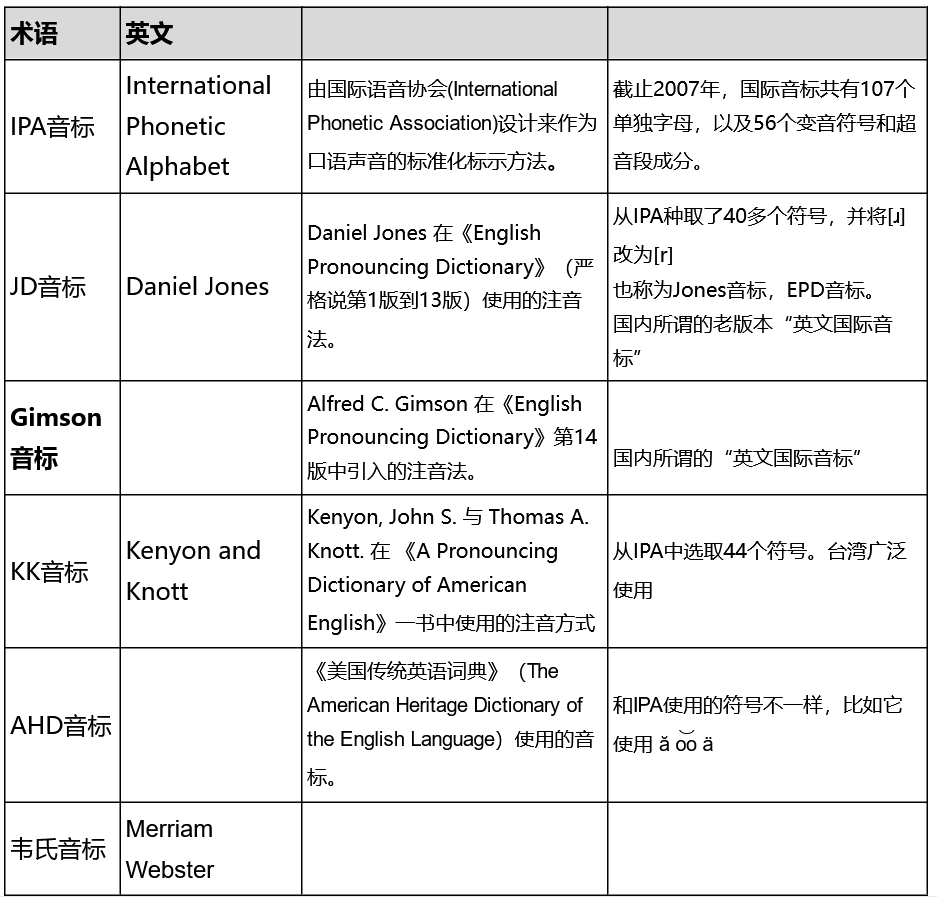 术语
英文
IPA音标
International
Phonetic
Alphabet
由国际语音协会(International
Phonetic Association)设计来作为
口语声音的标准化标示方法。
截止2007年，国际音标共有107个
单独字母，以及56个变音符号和超
音段成分。
JD音标
Daniel Jones
Daniel Jones 在《English
Pronouncing Dictionary》（严
格说第1版到13版）使用的注音
法。
从IPA种取了40多个符号，并将[ɹ]
改为[r]
也称为Jones音标，EPD音标。
国内所谓的老版本“英文国际音
标”
Gimson
音标
Alfred C. Gimson 在《English
Pronouncing Dictionary》第14
版中引入的注音法。
国内所谓的“英文国际音标”
KK音标
Kenyon and
Knott
Kenyon, John S. 与 Thomas A.
Knott. 在 《A Pronouncing
Dictionary of American
English》一书中使用的注音方式
从IPA中选取44个符号。台湾广泛
使用
AHD音标
《美国传统英语词典》（The
American Heritage Dictionary of
the English Language）使用的音
标。
和IPA使用的符号不一样，比如它
使用 ă o͝o ä
韦氏音标
Merriam
Webster